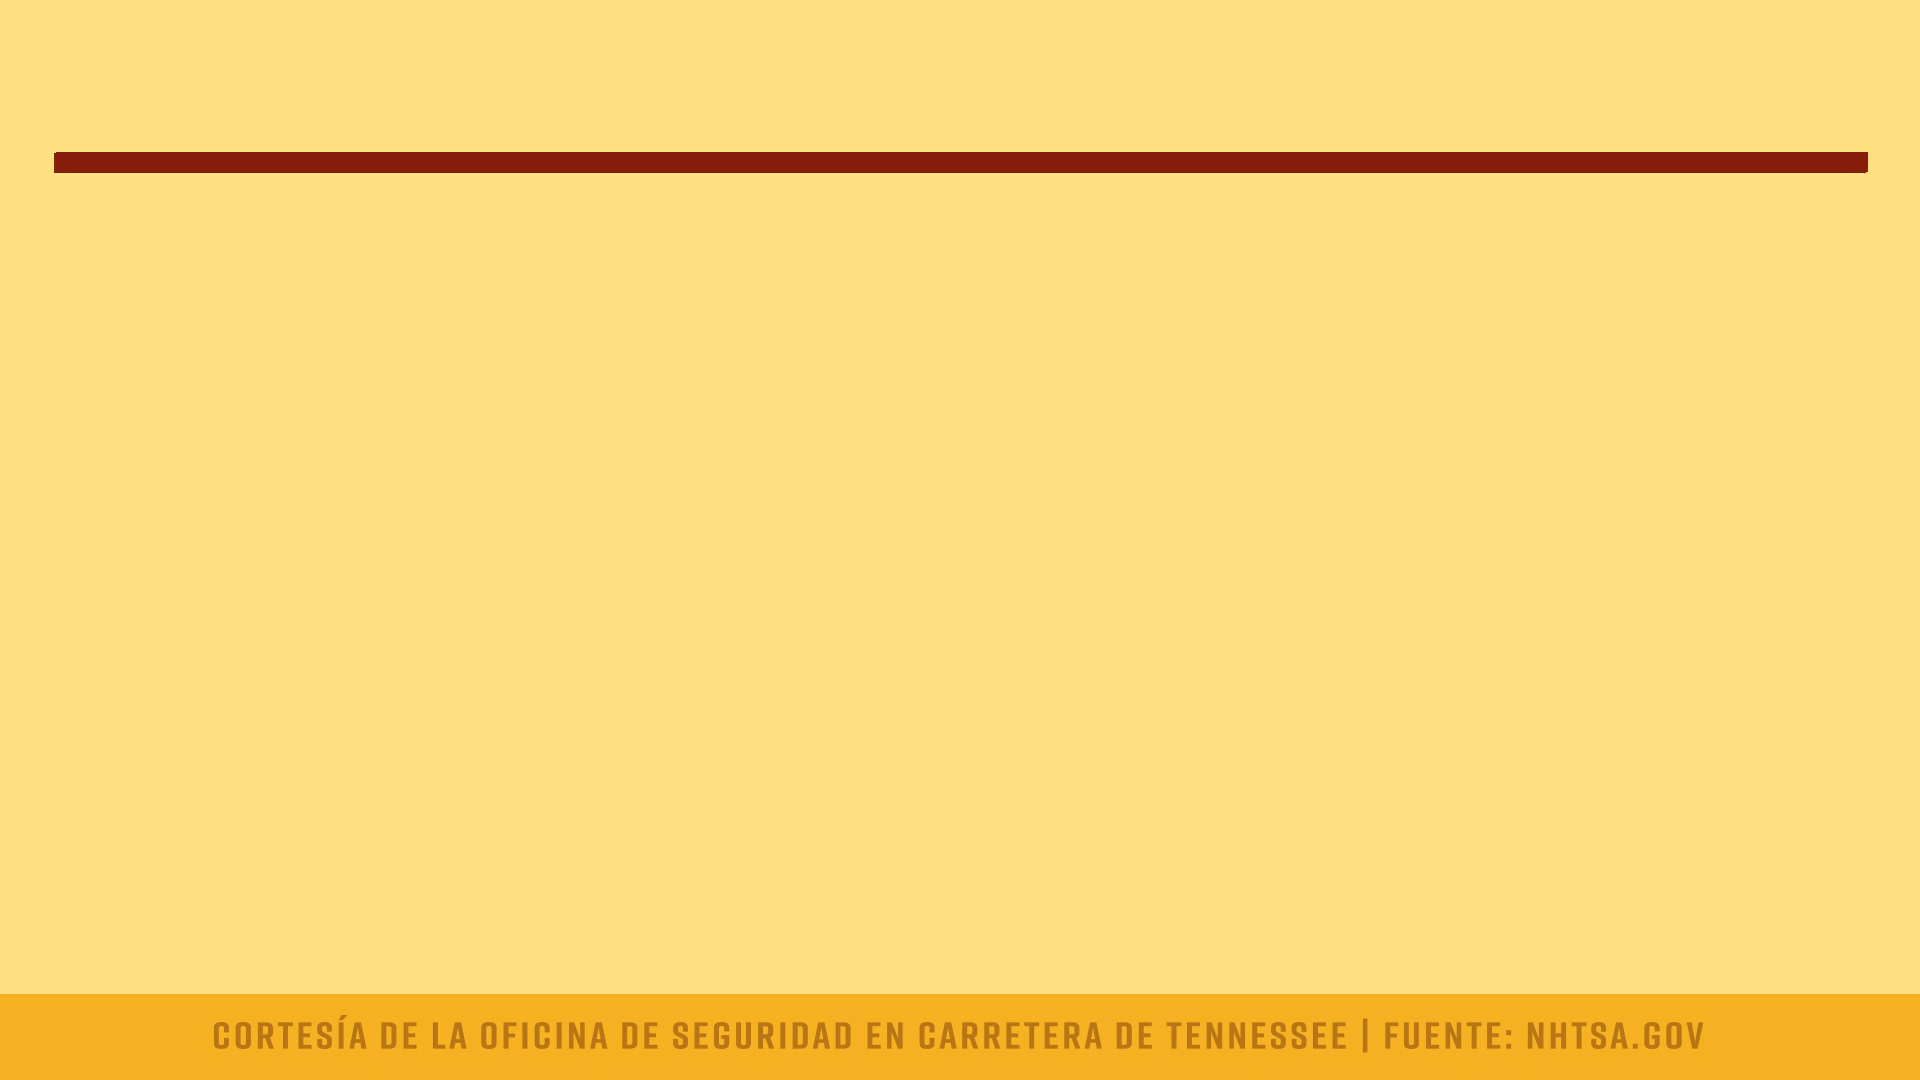 CORTESÍA DE LA OFICINA DE SEGURIDAD EN CARRETERA DE TENNESSEE | FUENTE: NHTSA.GOV